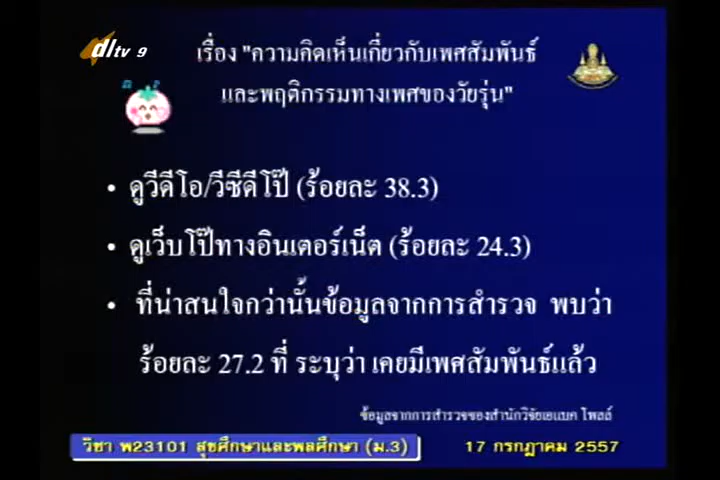 dltv 9
เรื่อง "ความคิดเห็นเกี่ยวกับเพศสัมพันธ์
และพฤติกรรมทางเพศของวัยรุ่น"
• ดูวีดีโอ/วีซีดีโป๊ (ร้อยละ 38.3)
• ดูเว็บโป๊ทางอินเตอร์เน็ต (ร้อยละ 24.3)
• ที่น่าสนใจกว่านั้นข้อมูลจากการสำรวจ พบว่า
ร้อยละ 27.2 ที่ ระบุว่า เคยมีเพศสัมพันธ์แล้ว
ข้อมูลจากการสำรวจของสำนักวิจัยเอแบค โพลล์
วิชา พ23101 สุขศึกษาและพลศึกษา (ม.3)
17 กรกฎาคม 2557